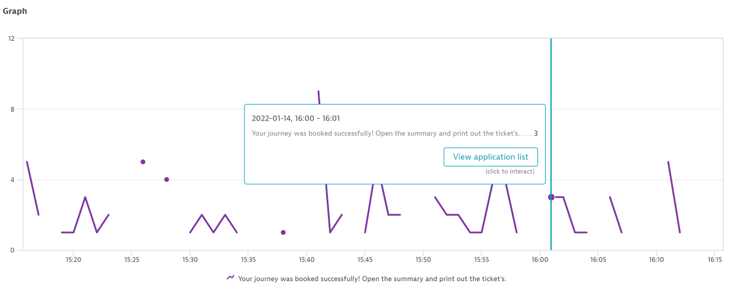 Graph
12
8
4
0
2022-01-14, 16:00 - 16:01
Your journey was booked successfully! Open the summary and print out the ticket's. 3
View application list
(click to interact)
15:20 15:25 15:30 15:35 15:40 15:45 15:50 15:55 16:00 16:05 16:10 16:15
Your journey was booked successfully! Open the summary and print out the ticket's.